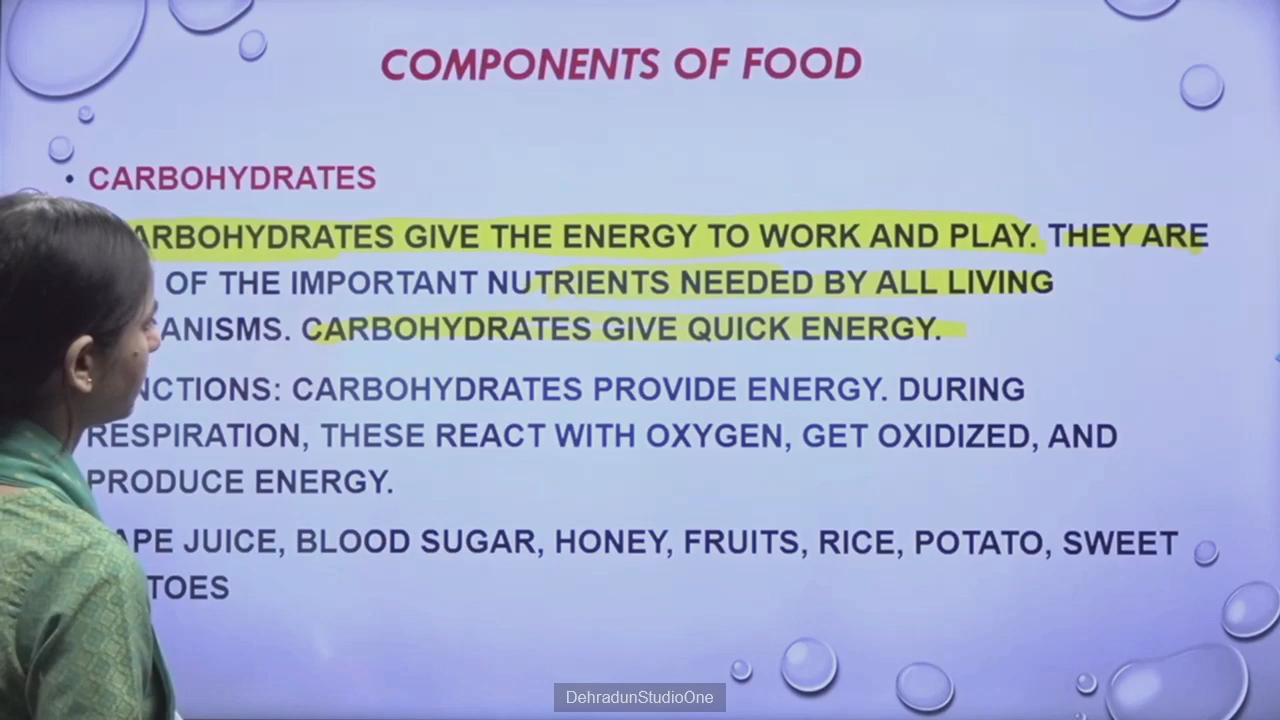 COMPONENTS OF FOOD
• CARBOHYDRATES
ARBOHYDRATES GIVE THE ENERGY TO WORK AND PLAY. THEY ARE
OF THE IMPORTANT NUTRIENTS NEEDED BY ALL LIVING
ANISMS. CARBOHYDRATES GIVE QUICK ENERGY.
NCTIONS: CARBOHYDRATES PROVIDE ENERGY. DURING
RESPIRATION, THESE REACT WITH OXYGEN, GET OXIDIZED, AND
PRODUCE ENERGY.
APE JUICE, BLOOD SUGAR, HONEY, FRUITS, RICE, POTATO, SWEET
TOES
DehradunStudioOne